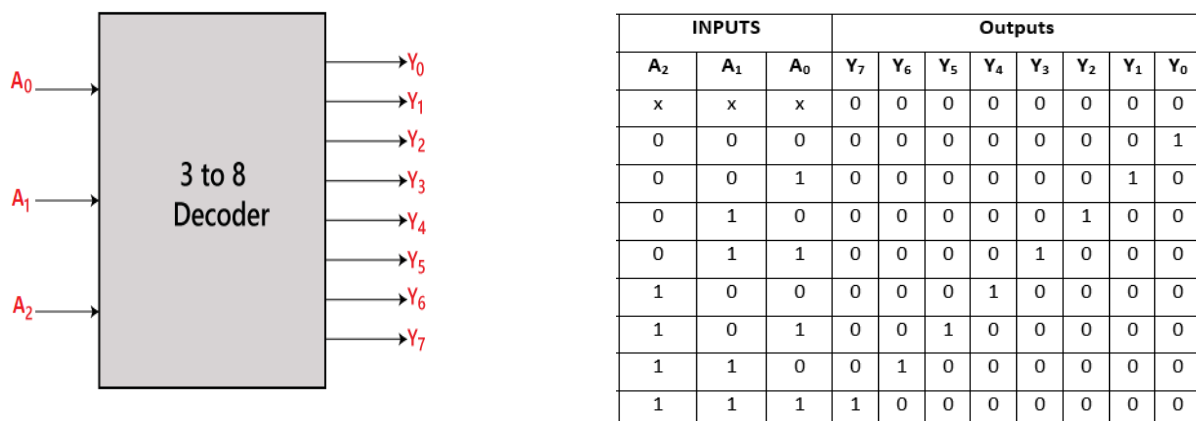 A₀
A₁
A₂
3 to 8
Decoder
Y₀
Y₁
Y₂
Y₃
Y₄
Y₅
Y₆
Y₇
INPUTS Outputs
A₂ A₁ A₀ Y₇ Y₆ Y₅ Y₄ Y₃ Y₂ Y₁ Y₀
x x x 0 0 0 0 0 0 0 0
0 0 0 0 0 0 0 0 0 0 1
0 0 1 0 0 0 0 0 0 1 0
0 1 0 0 0 0 0 0 1 0 0
0 1 1 0 0 0 0 1 0 0 0
1 0 0 0 0 0 1 0 0 0 0
1 0 1 0 0 1 0 0 0 0 0
1 1 0 0 1 0 0 0 0 0 0
1 1 1 1 0 0 0 0 0 0 0